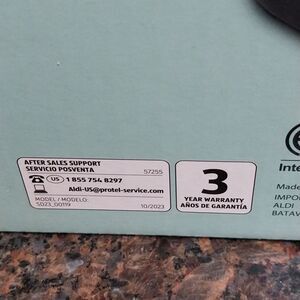 AFTER SALES SUPPORT
SERVICIO POSVENTA
57255
US 1 855 754 8297
Aldi-US@protel-service.com
MODEL / MODELO:
SD23_00119
10/2023
3
YEAR WARRANTY
AÑOS DE GARANTÍA
Inte
Made
IMPO
ALDI
BATAV